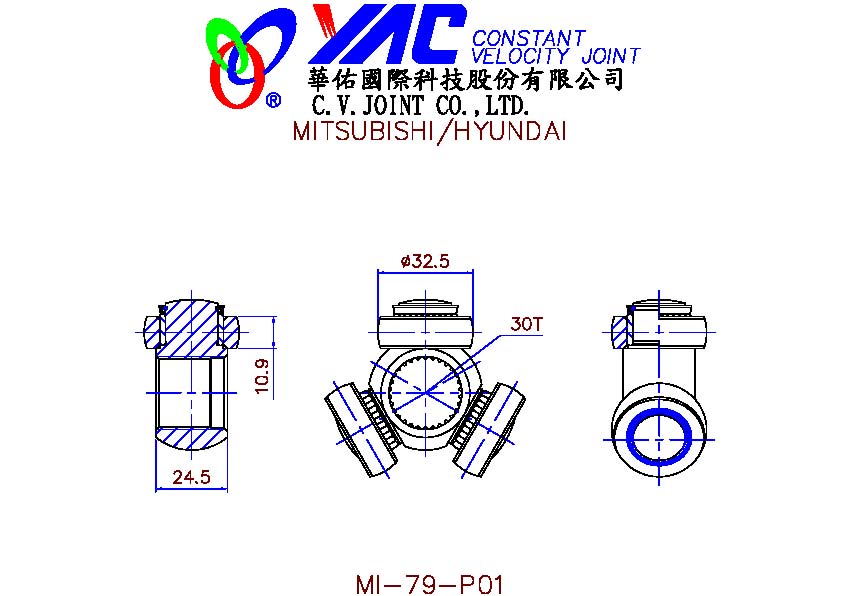 YAC CONSTANT
VELOCITY JOINT
®
華佑國際科技股份有限公司
C.V.JOINT CO.,LTD.
MITSUBISHI/HYUNDAI
ø32.5
30T
10.9
24.5
MI-79-P01